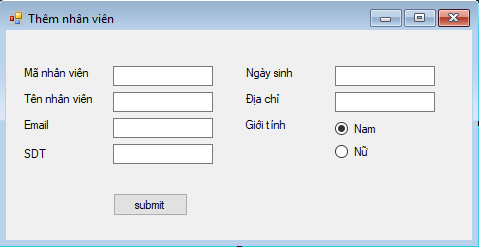 Thêm nhân viên
Mã nhân viên
Ngày sinh
Tên nhân viên
Địa chỉ
Email
Giới tính
Nam
SDT
Nữ
submit